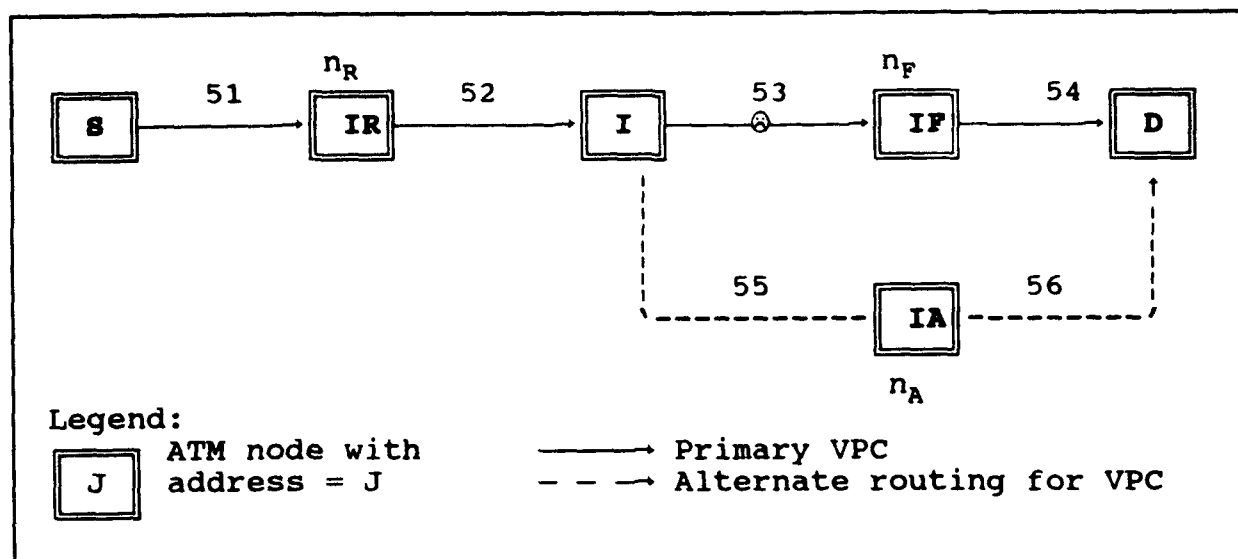 n_R
n_F
51
52
53
54
S
IR
I
IF
D
55
56
IA
n_A
Legend:
J
ATM node with
address = J
Primary VPC
Alternate routing for VPC